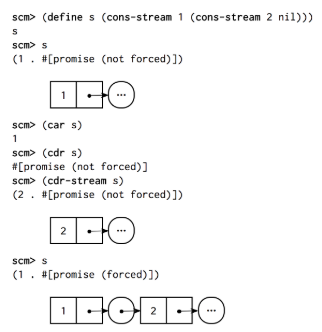 scm> (define s (cons-stream 1 (cons-stream 2 nil)))
s
scm> s
(1 . #[promise (not forced)])
1 ...
scm> (car s)
1
scm> (cdr s)
#[promise (not forced)]
scm> (cdr-stream s)
(2 . #[promise (not forced)])
2 ...
scm> s
(1 . #[promise (forced)])
1 2 ...